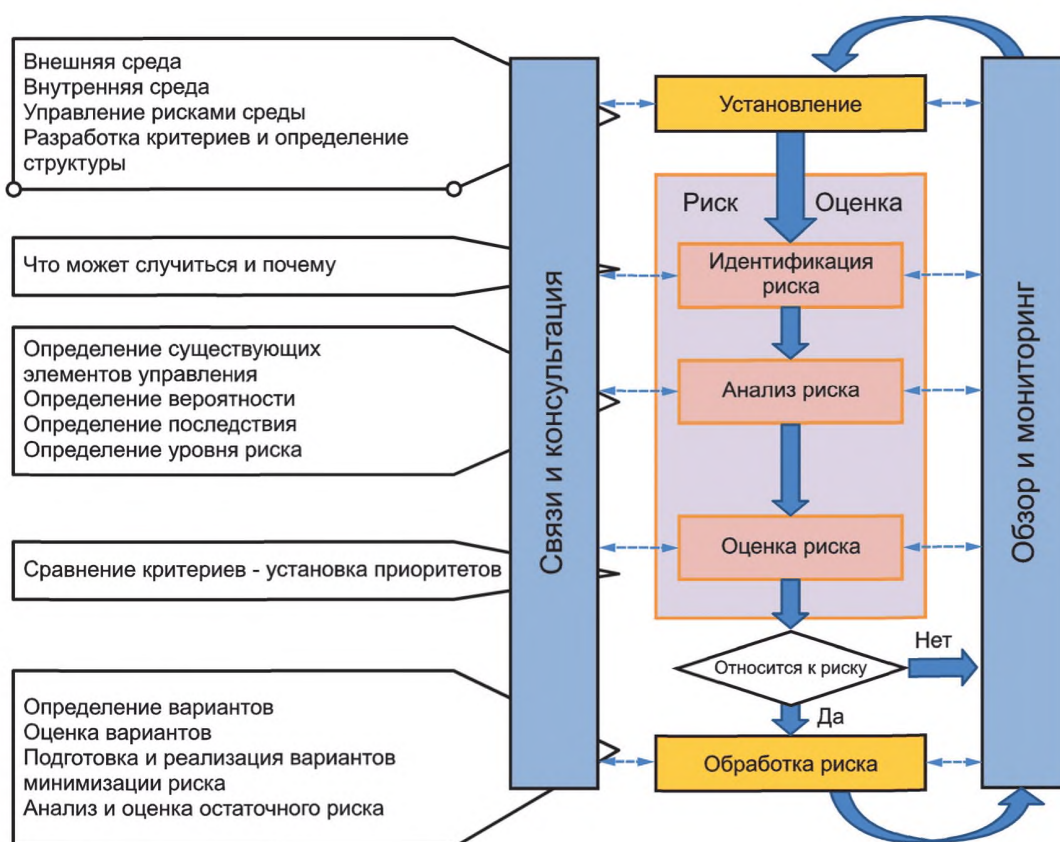 Внешняя среда
Внутренняя среда
Управление рисками среды
Разработка критериев и определение
структуры
Что может случиться и почему
Определение существующих
элементов управления
Определение вероятности
Определение последствия
Определение уровня риска
Сравнение критериев - установка приоритетов
Определение вариантов
Оценка вариантов
Подготовка и реализация вариантов
минимизации риска
Анализ и оценка остаточного риска
Связи и консультация
Установление
Риск Оценка
Идентификация
риска
Анализ риска
Оценка риска
Относится к риску
Нет
Да
Обработка риска
Обзор и мониторинг